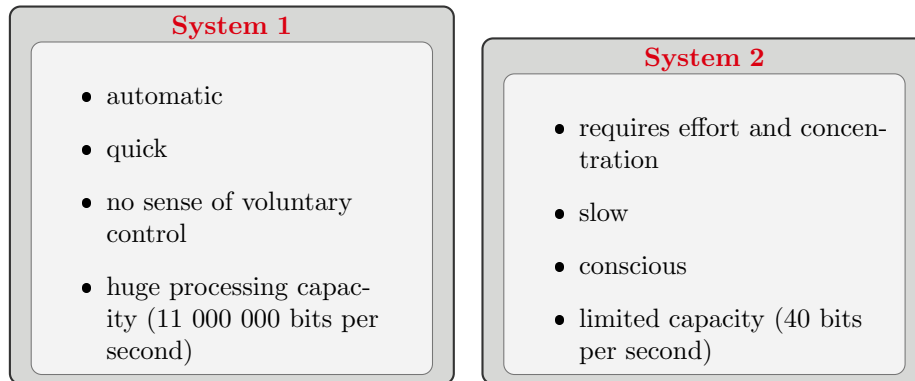 System 1
• automatic
• quick
• no sense of voluntary
control
• huge processing capac-
ity (11 000 000 bits per
second)
System 2
• requires effort and concen-
tration
• slow
• conscious
• limited capacity (40 bits
per second)